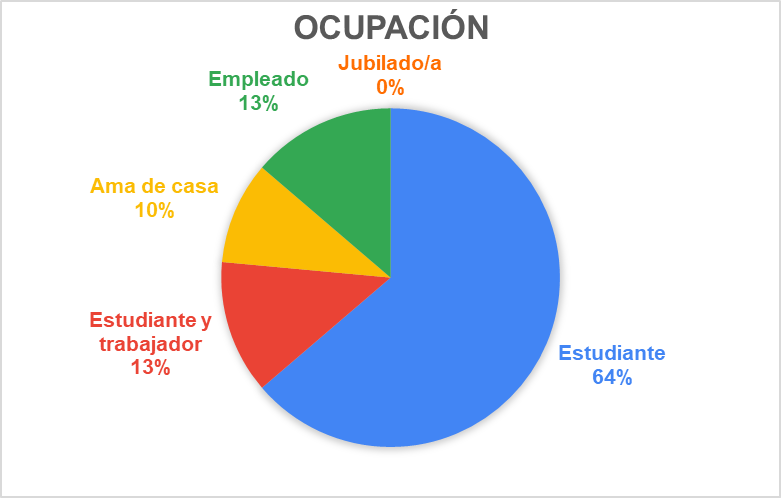 OCUPACIÓN
Jubilado/a
0%
Empleado
13%
Ama de casa
10%
Estudiante y
trabajador
13%
Estudiante
64%